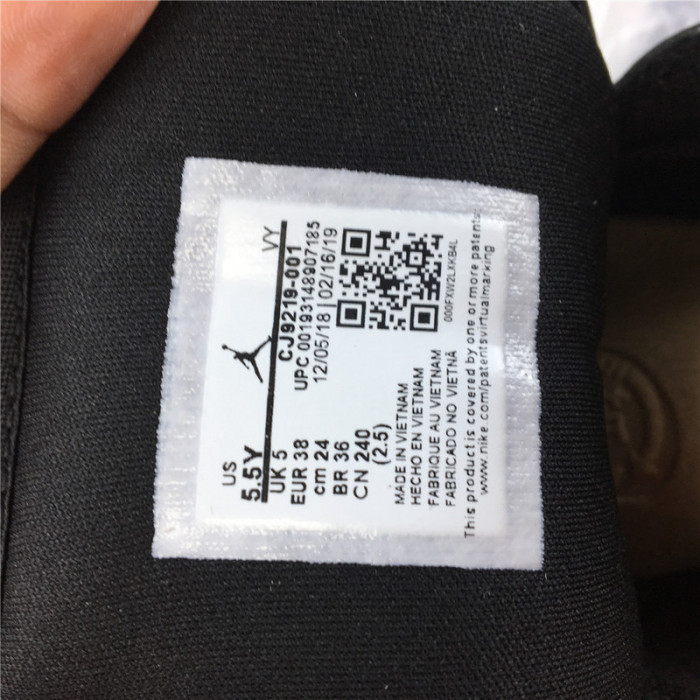 US
5.5Y
VY
UK 5
CJ9219-001
EUR 38
UPC 00193148907185
cm 24
12/05/18 | 02/16/19
BR 36
CN 240
(2.5)
MADE IN VIETNAM
HECHO EN VIETNAM
FABRIQUE AU VIETNAM
FABRICADO NO VIETNÃ
000FXW2LXKB4L
This product is covered by one or more patents:
www.nike.com/patentsvirtualmarking